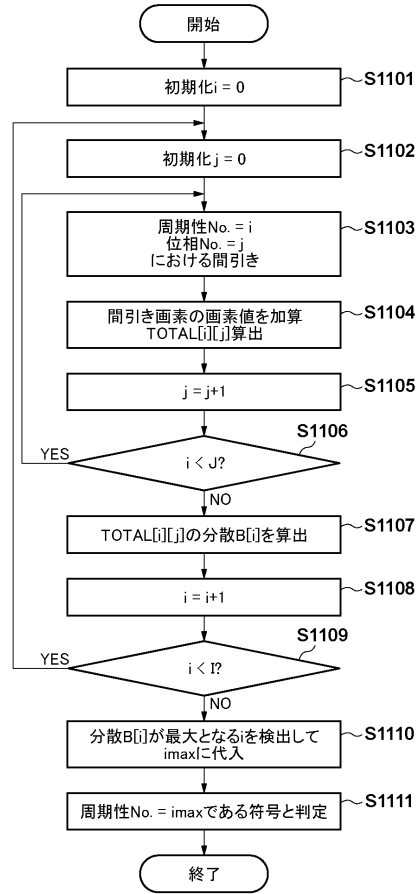 開始
初期化i = 0
S1101
初期化j = 0
S1102
周期性No. = i
位相No. = j
における間引き
S1103
間引き画素の画素値を加算
TOTAL[i][j]算出
S1104
j = j+1
S1105
S1106
YES
i < J?
NO
TOTAL[i][j]の分散B[i]を算出
S1107
i = i+1
S1108
S1109
YES
i < I?
NO
分散B[i]が最大となるiを検出して
imaxに代入
S1110
周期性No. = imaxである符号と判定
S1111
終了